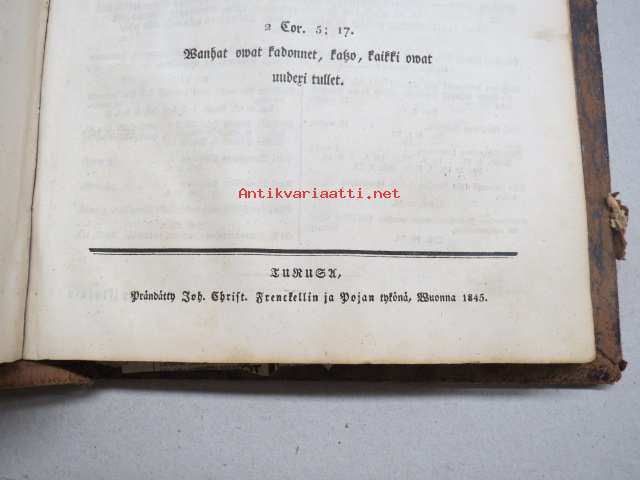 2 Cor. 5; 17.
Wanhat owat kadonnet, katzo, kaikki owat
uudexi tullet.
Antikvariaatti.net
TURUSA,
Prändätty Joh. Christ. Frenckellin ja Pojan tykönä, Wuonna 1845.